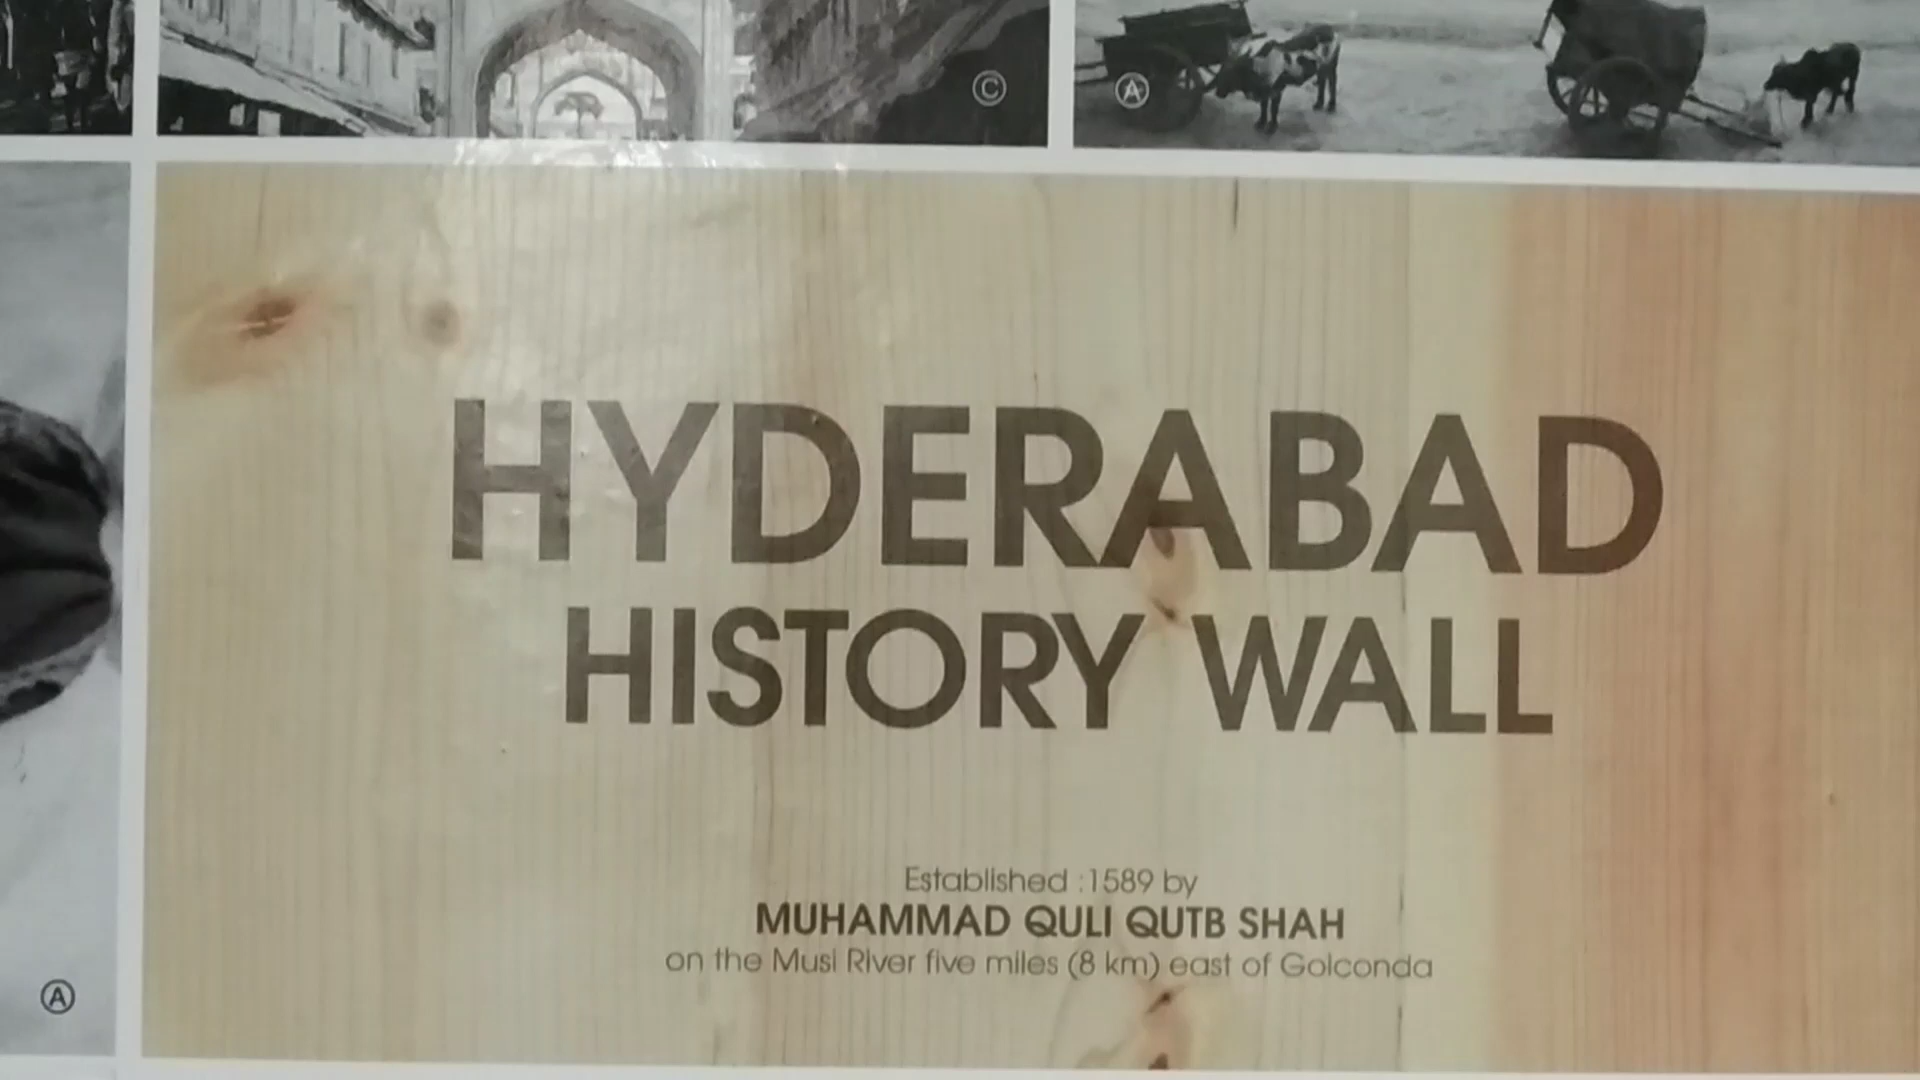 Ⓒ
Ⓐ
HYDERABAD
HISTORY WALL
Established :1589 by
MUHAMMAD QULI QUTB SHAH
on the Musi River five miles (8 km) east of Golconda
Ⓐ